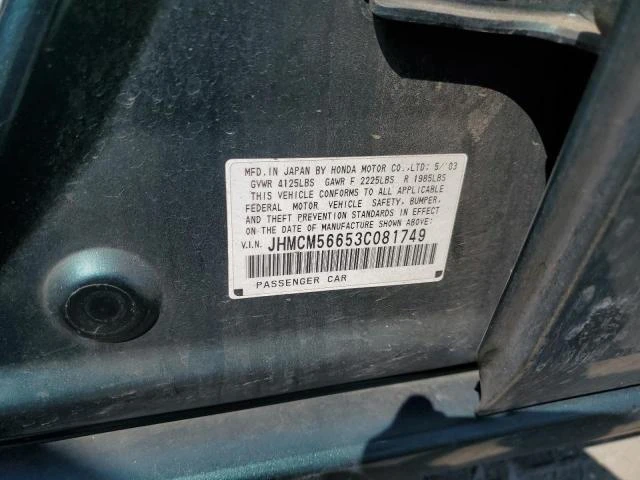 MFD.IN JAPAN BY HONDA MOTOR CO.,LTD: 5/'03
GVWR 4125LBS GAWR F 2225LBS R 1985LBS
THIS VEHICLE CONFORMS TO ALL APPLICABLE
FEDERAL MOTOR VEHICLE SAFETY, BUMPER,
AND THEFT PREVENTION STANDARDS IN EFFECT
ON THE DATE OF MANUFACTURE SHOWN ABOVE:
V.I.N. JHMCM56653C081749
PASSENGER CAR